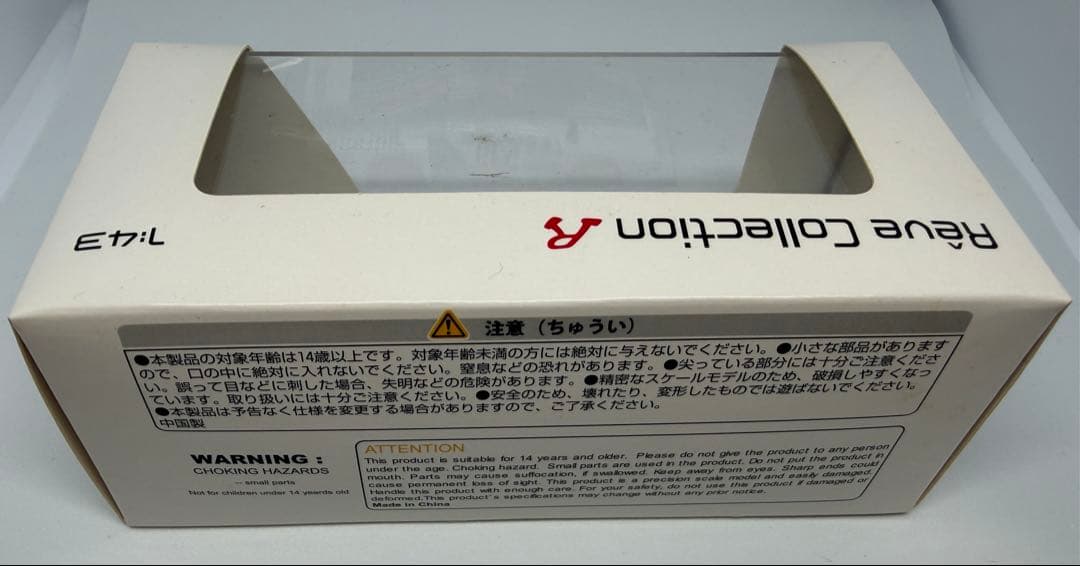 Rêve Collection R
1:43
注意（ちゅうい）
●本製品の対象年齢は14歳以上です。対象年齢未満の方には絶対に与えないでください。●小さな部品があります
ので、口の中に絶対に入れないでください。窒息などの恐れがあります。●尖っている部分には十分ご注意くださ
い。誤って目などに刺した場合、失明などの危険があります。●精密なスケールモデルのため、破損しやすくなっ
ています。取り扱いには十分ご注意ください。●安全のため、壊れたり、変形したものでは遊ばないでください。
●本製品は予告なく仕様を変更する場合がありますので、ご了承ください。
中国製
WARNING :
CHOKING HAZARDS
-- small parts
Not for children under 14 yeards old
ATTENTION
This product is suitable for 14 years and older. Please do not give the product to any person
under the age. Choking hazard. Small parts are used in the product. Do not put the product in
mouth. Parts may cause suffocation, if swallowed. Keep away from eyes. Sharp ends could
cause permanent loss of sight. This product is a precision scale model and easily damaged.
Handle this product with enough care. For your safety, do not use this product if damaged or
deformed.This product's specifications may change without any prior notice.
Made in China